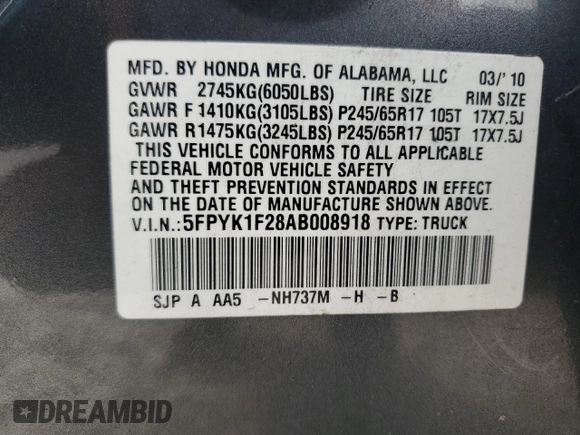 MFD. BY HONDA MFG. OF ALABAMA, LLC 03/'10
GVWR 2745KG(6050LBS) TIRE SIZE RIM SIZE
GAWR F 1410KG(3105LBS) P245/65R17 105T 17X7.5J
GAWR R 1475KG(3245LBS) P245/65R17 105T 17X7.5J
THIS VEHICLE CONFORMS TO ALL APPLICABLE
FEDERAL MOTOR VEHICLE SAFETY
AND THEFT PREVENTION STANDARDS IN EFFECT
ON THE DATE OF MANUFACTURE SHOWN ABOVE.
V.I.N.:5FPYK1F28AB008918 TYPE: TRUCK
SJP A AA5 -NH737M -H -B
DREAMBID